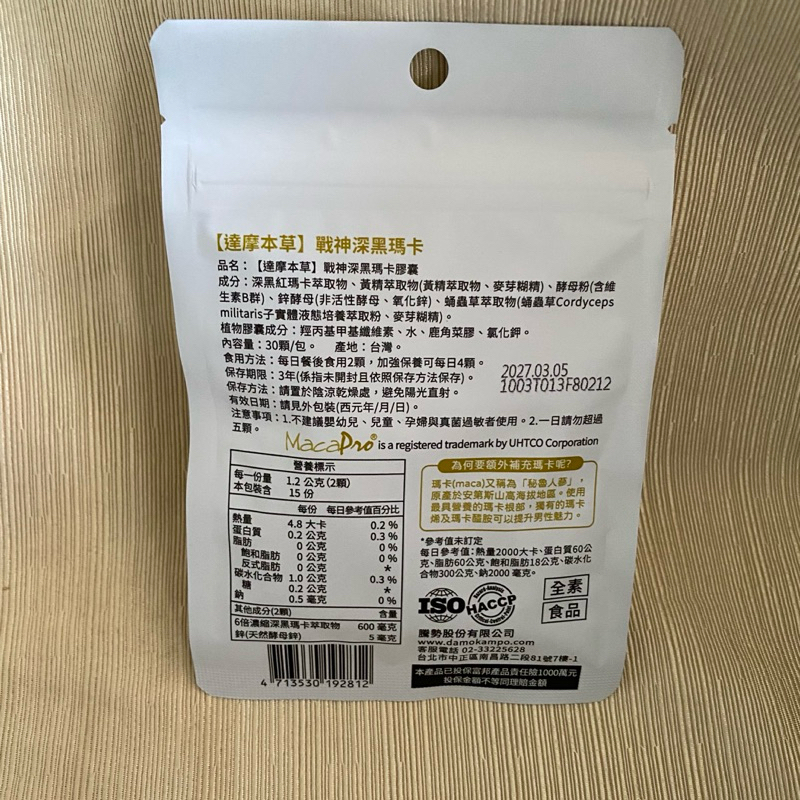 【達摩本草】戰神深黑瑪卡
品名：【達摩本草】戰神深黑瑪卡膠囊
成分：深黑紅瑪卡萃取物、黃精萃取物(黃精萃取物、麥芽糊精)、酵母粉(含維
生素B群)、鋅酵母(非活性酵母、氧化鋅)、蛹蟲草萃取物(蛹蟲草Cordyceps
militaris子實體液態培養萃取粉、麥芽糊精)。
植物膠囊成分：羥丙基甲基纖維素、水、鹿角菜膠、氯化鉀。
內容量：30顆/包。 產地：台灣。
食用方法：每日餐後食用2顆，加強保養可每日4顆。
保存期限：3年(係指未開封且依照保存方法保存)。
保存方法：請置於陰涼乾燥處，避免陽光直射。
有效日期：請見外包裝(西元年/月/日)。
2027.03.05
1003T013F80212
注意事項：1.不建議嬰幼兒、兒童、孕婦與真菌過敏者使用。2.一日請勿超過
五顆。
MacaPro® is a registered trademark by UHTCO Corporation
營養標示
每一份量 1.2 公克(2顆)
本包裝含 15 份
每份 每日參考值百分比
熱量 4.8 大卡 0.2 %
蛋白質 0.2 公克 0.3 %
脂肪 0 公克 0 %
飽和脂肪 0 公克 0 %
反式脂肪 0 公克 *
碳水化合物 1.0 公克 0.3 %
糖 0.2 公克 *
鈉 0.5 毫克 0 %
其他成分(2顆) 含量
6倍濃縮深黑瑪卡萃取物 600 毫克
鋅(天然酵母鋅) 5 毫克
4 713530 192812
為何要額外補充瑪卡呢?
瑪卡(maca)又稱為「秘魯人蔘」，
原產於安第斯山高海拔地區。使用
最具營養的瑪卡根部，獨有的瑪卡
烯及瑪卡醯胺可以提升男性魅力。
*參考值未訂定
每日參考值:熱量2000大卡、蛋白質60公
克、脂肪60公克、飽和脂肪18公克、碳水化
合物300公克、鈉2000 毫克。
ISO
HACCP
全素
食品
騰勢股份有限公司
www.damokampo.com
客服電話 02-33225628
台北市中正區南昌路二段81號7樓-1
本產品已投保富邦產品責任險1000萬元
投保金額不等同理賠金額